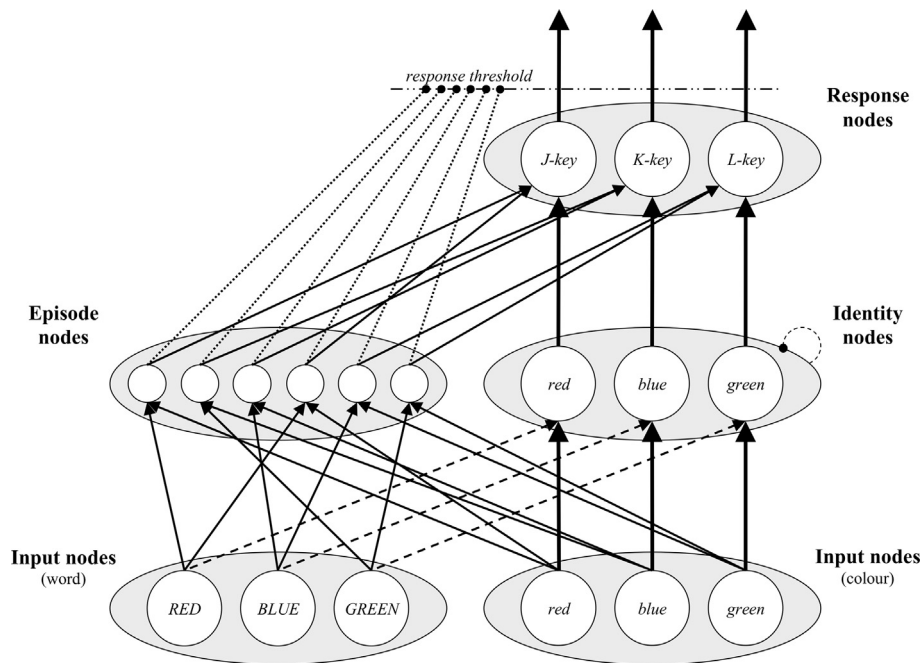 response threshold
Response
nodes
J-key
K-key
L-key
Episode
nodes
Identity
nodes
red
blue
green
Input nodes
(word)
RED
BLUE
GREEN
red
blue
green
Input nodes
(colour)